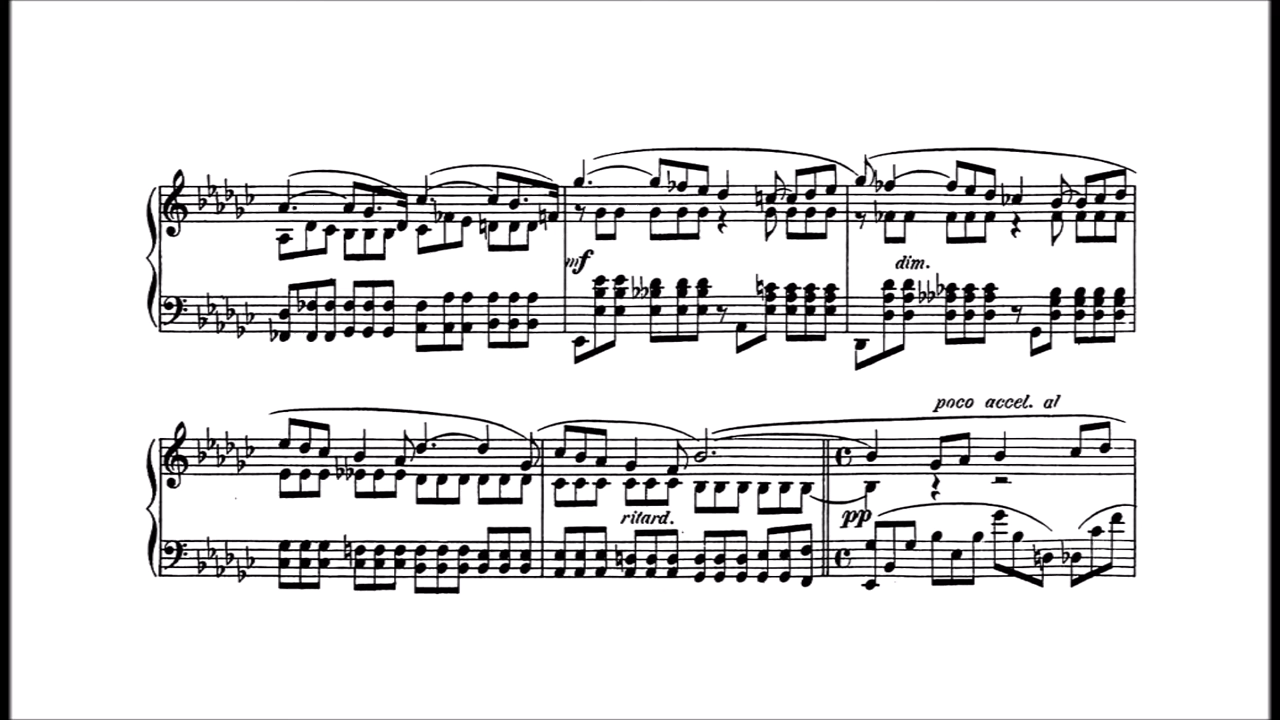 mf
dim.
poco accel. al
ritard.
pp